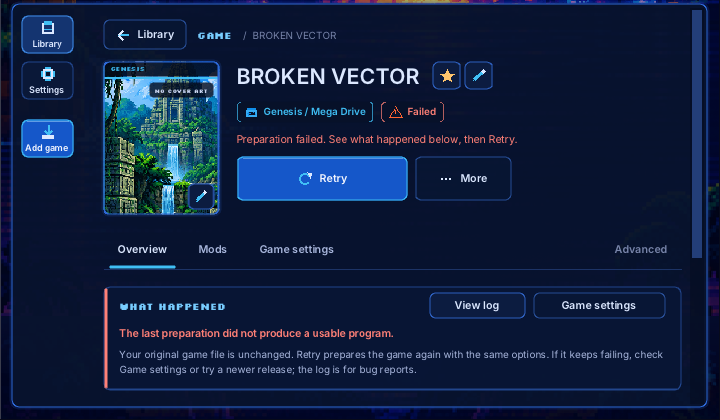 Library
Settings
Add game
Library
GAME / BROKEN VECTOR
GENESIS
NO COVER ART
BROKEN VECTOR
Genesis / Mega Drive
Failed
Preparation failed. See what happened below, then Retry.
Retry
··· More
Overview
Mods
Game settings
Advanced
WHAT HAPPENED
View log
Game settings
The last preparation did not produce a usable program.
Your original game file is unchanged. Retry prepares the game again with the same options. If it keeps failing, check
Game settings or try a newer release; the log is for bug reports.